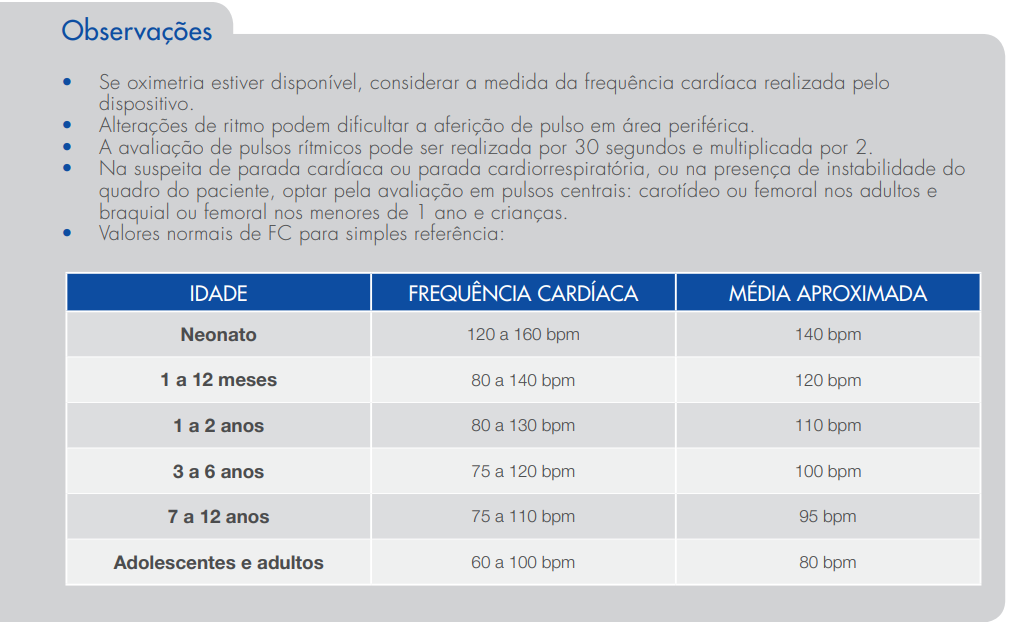 Observações
• Se oximetria estiver disponível, considerar a medida da frequência cardíaca realizada pelo
dispositivo.
• Alterações de ritmo podem dificultar a aferição de pulso em área periférica.
• A avaliação de pulsos rítmicos pode ser realizada por 30 segundos e multiplicada por 2.
• Na suspeita de parada cardíaca ou parada cardiorrespiratória, ou na presença de instabilidade do
quadro do paciente, optar pela avaliação em pulsos centrais: carotídeo ou femoral nos adultos e
braquial ou femoral nos menores de 1 ano e crianças.
• Valores normais de FC para simples referência:
IDADE FREQUÊNCIA CARDÍACA MÉDIA APROXIMADA
Neonato 120 a 160 bpm 140 bpm
1 a 12 meses 80 a 140 bpm 120 bpm
1 a 2 anos 80 a 130 bpm 110 bpm
3 a 6 anos 75 a 120 bpm 100 bpm
7 a 12 anos 75 a 110 bpm 95 bpm
Adolescentes e adultos 60 a 100 bpm 80 bpm